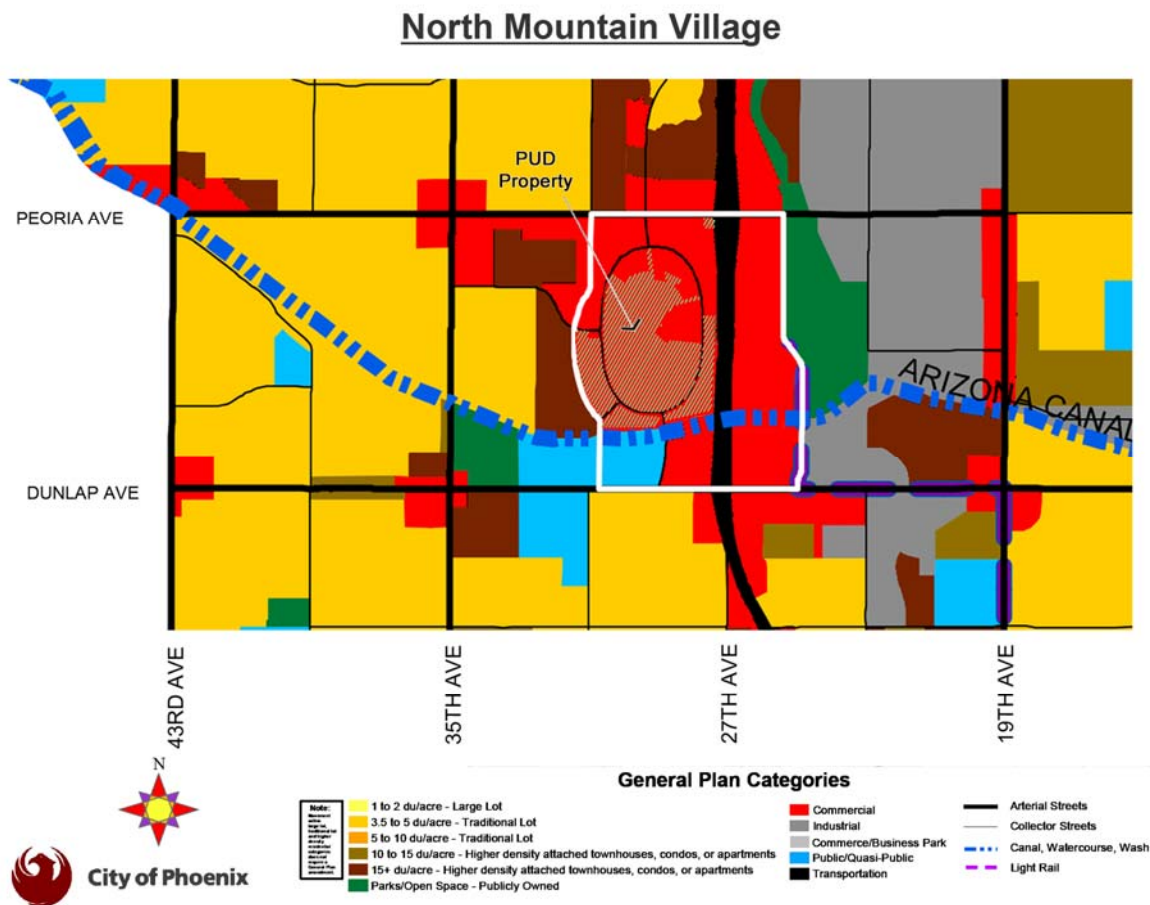 North Mountain Village
PUD
Property
PEORIA AVE
ARIZONA CANAL
DUNLAP AVE
43RD AVE
35TH AVE
27TH AVE
19TH AVE
N
General Plan Categories
Note:
1 to 2 du/acre - Large Lot
3.5 to 5 du/acre - Traditional Lot
5 to 10 du/acre - Traditional Lot
10 to 15 du/acre - Higher density attached townhouses, condos, or apartments
15+ du/acre - Higher density attached townhouses, condos, or apartments
Parks/Open Space - Publicly Owned
Commercial
Industrial
Commerce/Business Park
Public/Quasi-Public
Transportation
Arterial Streets
Collector Streets
Canal, Watercourse, Wash
Light Rail
City of Phoenix